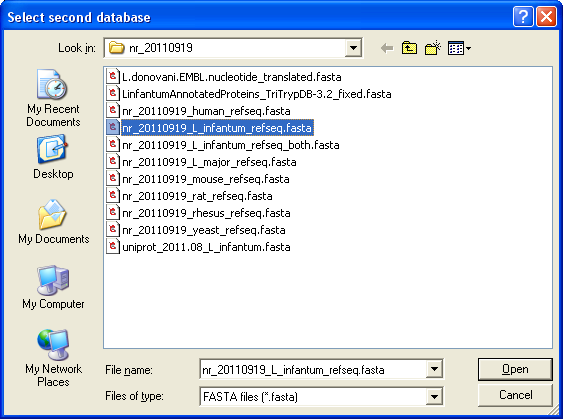 Select second database
Look in: nr_20110919
L.donovani.EMBL.nucleotide_translated.fasta
LinfantumAnnotatedProteins_TriTrypDB-3.2_fixed.fasta
nr_20110919_human_refseq.fasta
nr_20110919_L_infantum_refseq.fasta
nr_20110919_L_infantum_refseq_both.fasta
nr_20110919_L_major_refseq.fasta
nr_20110919_mouse_refseq.fasta
nr_20110919_rat_refseq.fasta
nr_20110919_rhesus_refseq.fasta
nr_20110919_yeast_refseq.fasta
uniprot_2011.08_L_infantum.fasta
My Recent
Documents
Desktop
My Documents
My Computer
My Network
Places
File name: nr_20110919_L_infantum_refseq.fasta Open
Files of type: FASTA files (*.fasta) Cancel